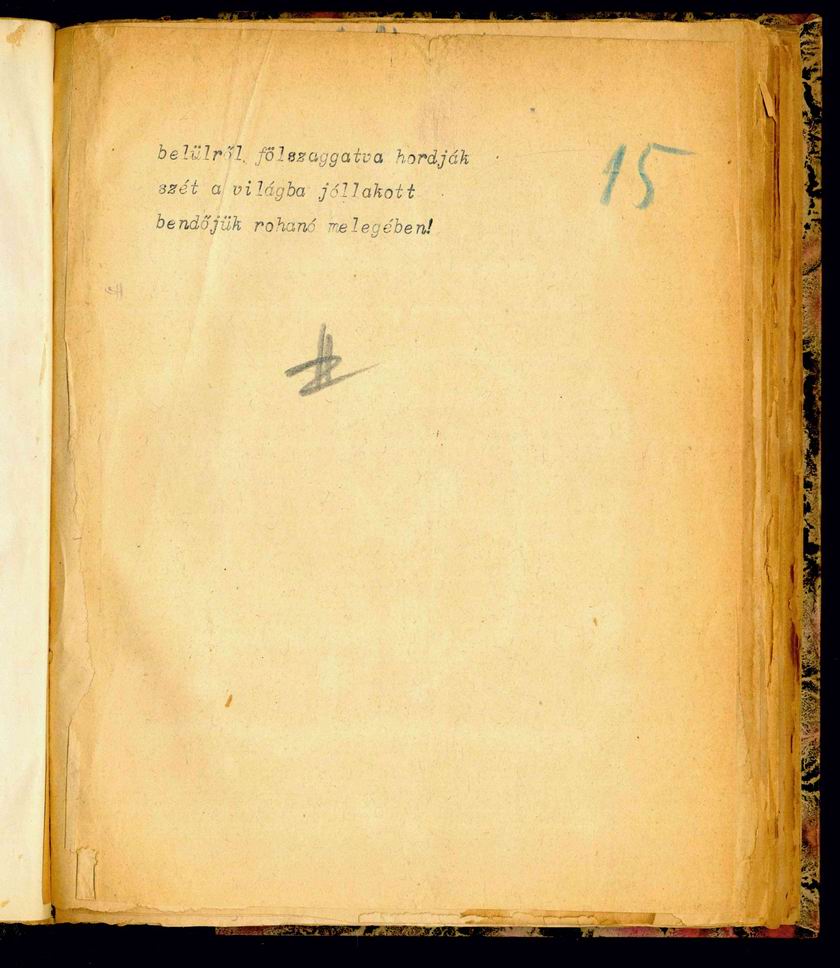 15
belülről fölszaggatva hordják
szét a világba jóllakott
bendőjük rohanó melegében!